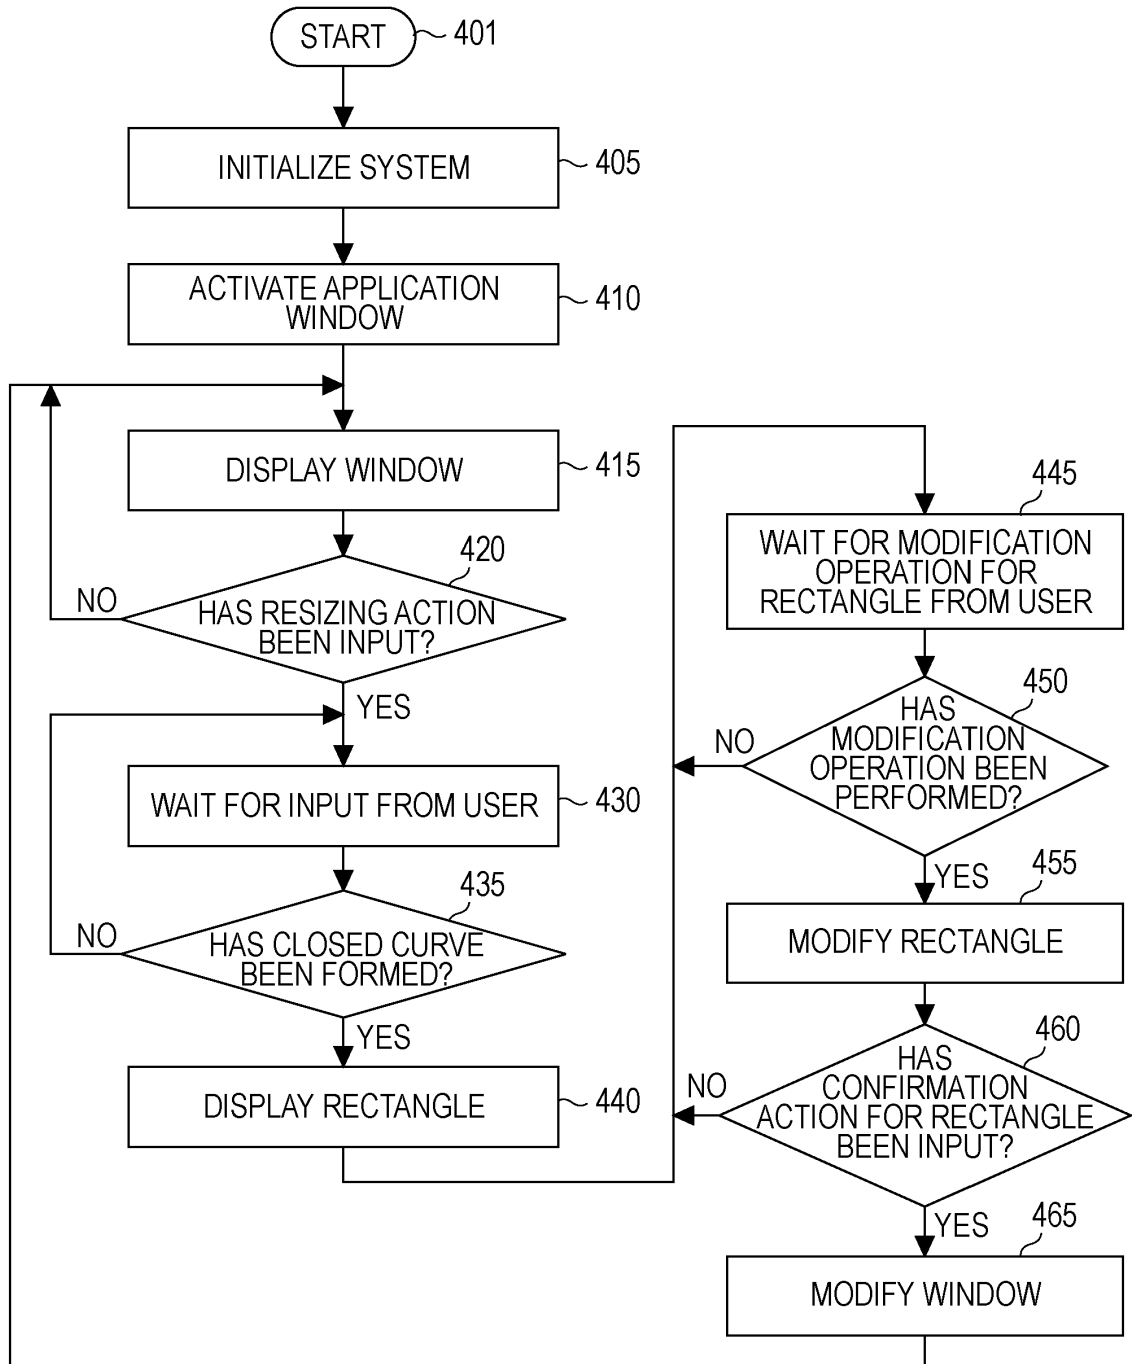 START
401
INITIALIZE SYSTEM
405
ACTIVATE APPLICATION
WINDOW
410
DISPLAY WINDOW
415
420
HAS RESIZING ACTION
BEEN INPUT?
NO
YES
WAIT FOR INPUT FROM USER
430
435
HAS CLOSED CURVE
BEEN FORMED?
NO
YES
DISPLAY RECTANGLE
440
445
WAIT FOR MODIFICATION
OPERATION FOR
RECTANGLE FROM USER
450
HAS
MODIFICATION
OPERATION BEEN
PERFORMED?
NO
YES
455
MODIFY RECTANGLE
460
HAS
CONFIRMATION
ACTION FOR RECTANGLE
BEEN INPUT?
NO
YES
465
MODIFY WINDOW